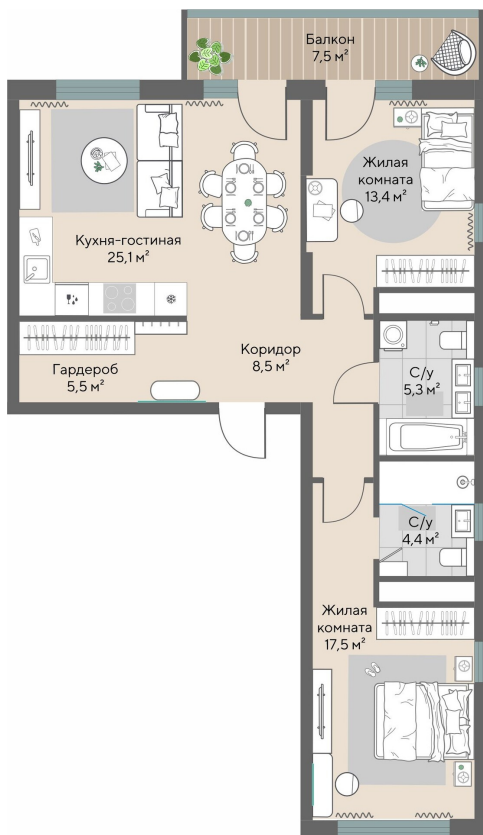 Балкон
7,5 м²
Жилая
комната
13,4 м²
Кухня-гостиная
25,1 м²
Коридор
8,5 м²
Гардероб
5,5 м²
С/у
5,3 м²
С/у
4,4 м²
Жилая
комната
17,5 м²